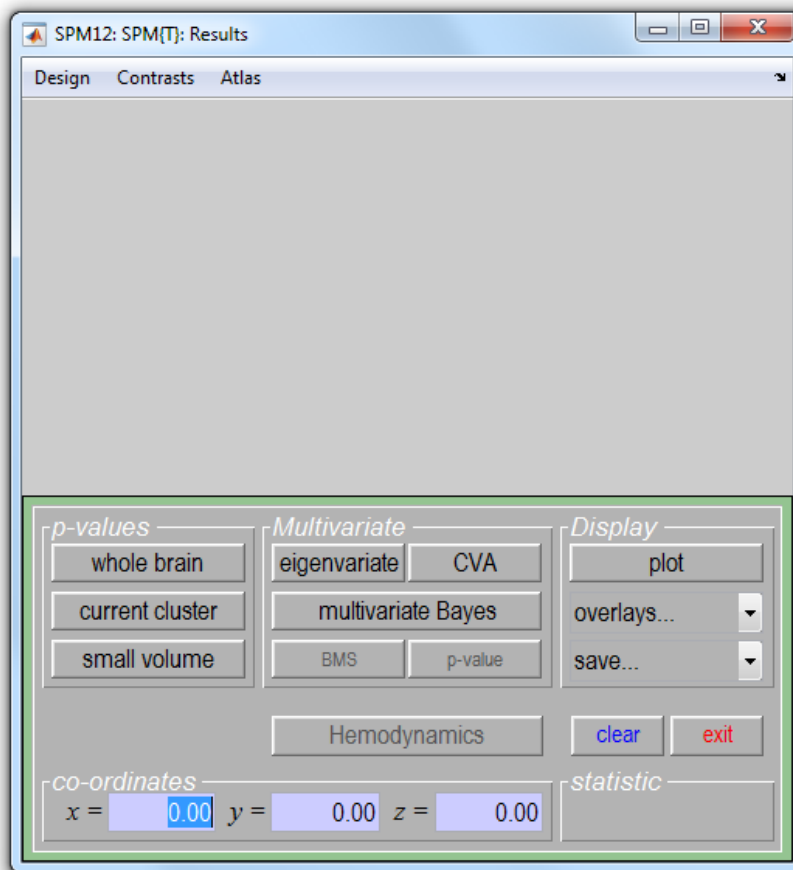 SPM12: SPM{T}: Results
Design Contrasts Atlas
p-values Multivariate Display
whole brain eigenvariate CVA plot
current cluster multivariate Bayes overlays...
small volume BMS p-value save...
Hemodynamics clear exit
co-ordinates statistic
x = 0.00 y = 0.00 z = 0.00